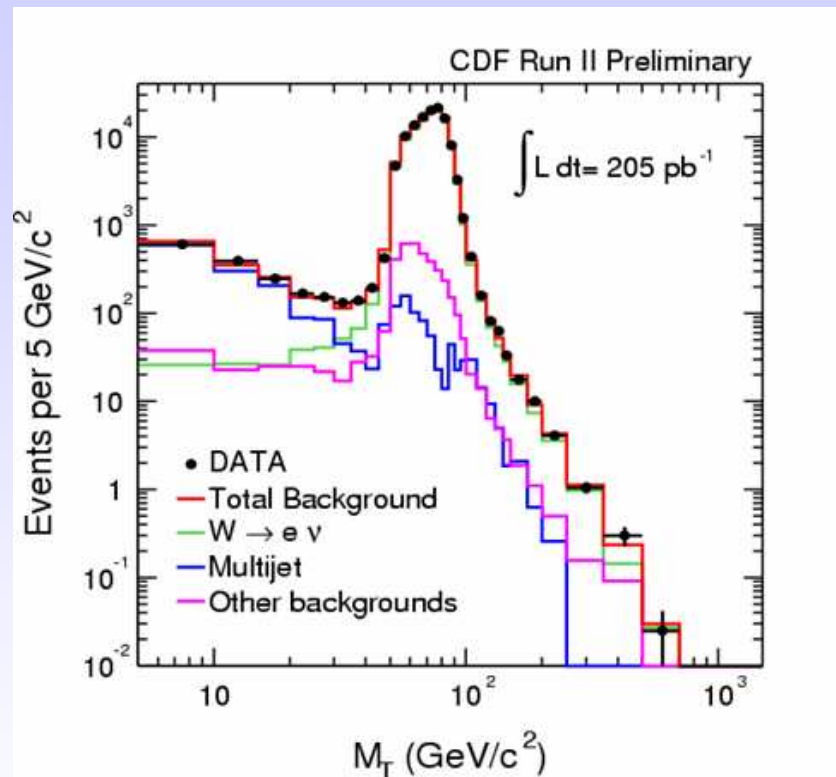 CDF Run II Preliminary
∫ L dt= 205 pb⁻¹
Events per 5 GeV/c²
10⁴
10³
10²
10
1
10⁻¹
10⁻²
DATA
Total Background
W → e ν
Multijet
Other backgrounds
10 10² 10³
M_T (GeV/c²)